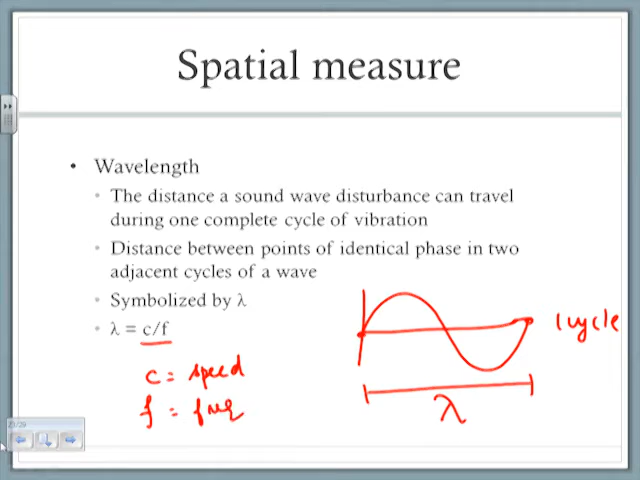 Spatial measure
• Wavelength
• The distance a sound wave disturbance can travel
during one complete cycle of vibration
• Distance between points of identical phase in two
adjacent cycles of a wave
• Symbolized by λ
• λ = c/f
c = speed
f = freq
1 cycle
λ